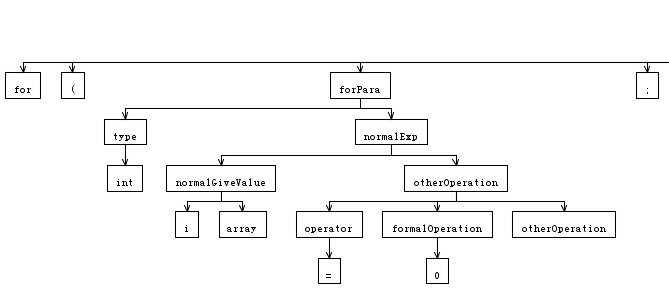 for ( forPara ;
type normalExp
int normalGiveValue otherOperation
i array operator formalOperation otherOperation
= 0